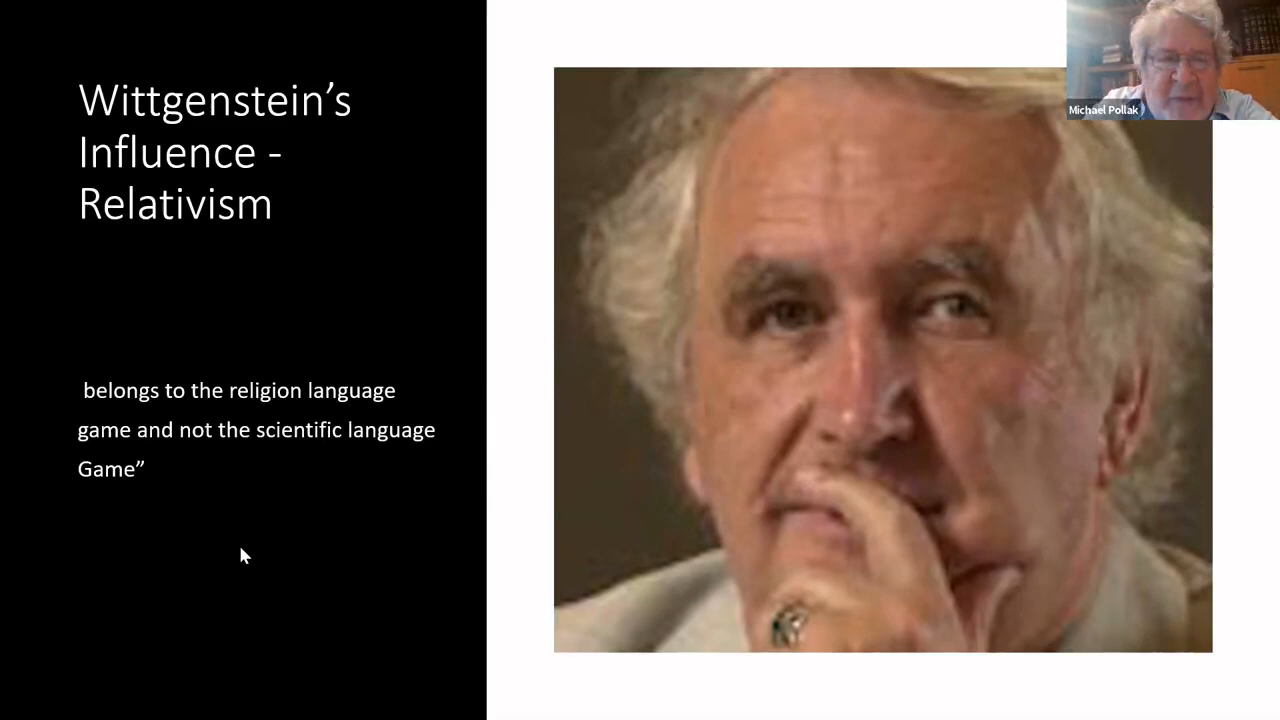 Wittgenstein’s
Influence -
Relativism
belongs to the religion language
game and not the scientific language
Game”
Michael Pollak